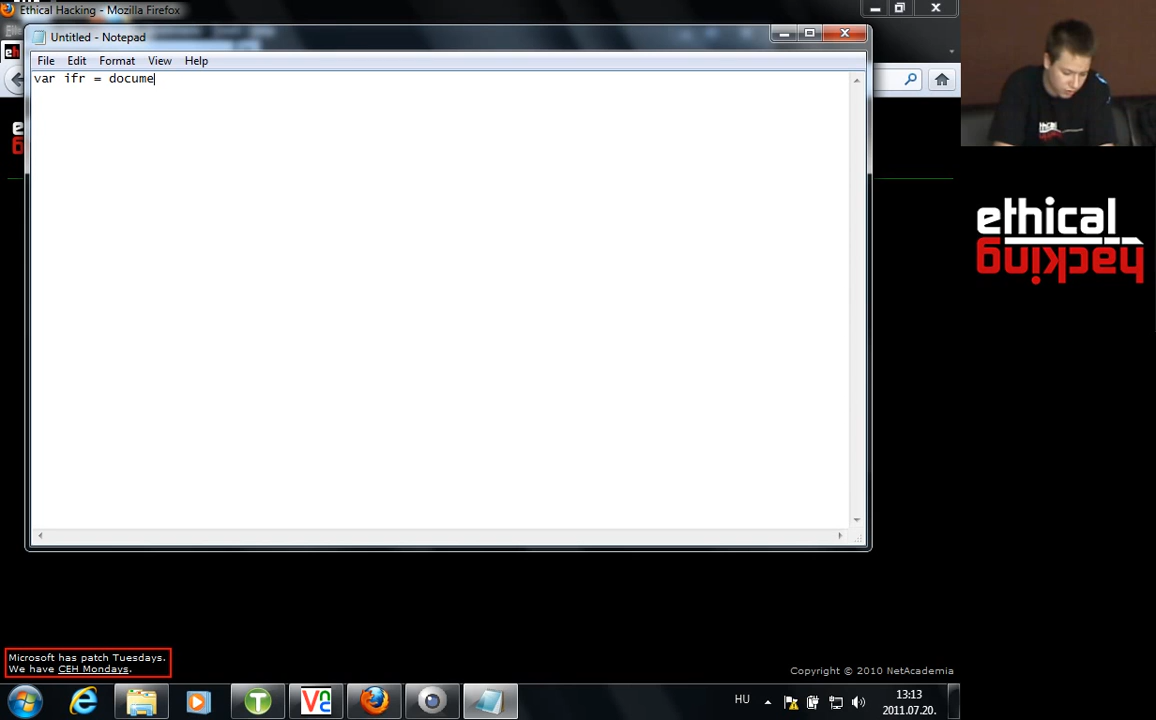 Ethical Hacking - Mozilla Firefox
Untitled - Notepad
File Edit Format View Help
var ifr = docume
ethical
hacking
Microsoft has patch Tuesdays.
We have CEH Mondays.
Copyright © 2010 NetAcademia
HU
13:13
2011.07.20.